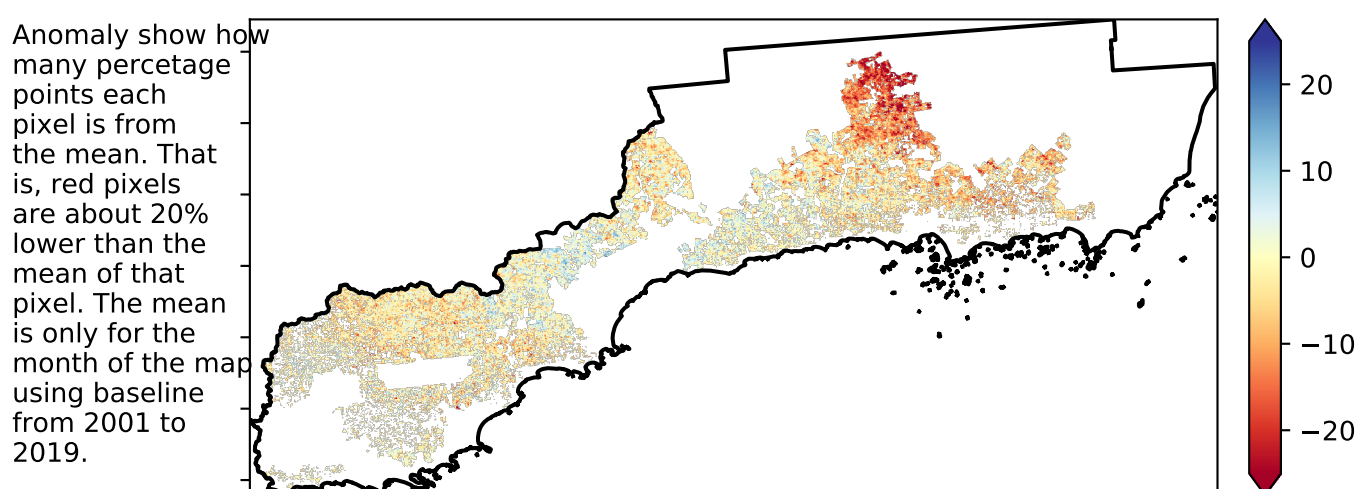 Anomaly show how
many percetage
points each
pixel is from
the mean. That
is, red pixels
are about 20%
lower than the
mean of that
pixel. The mean
is only for the
month of the map
using baseline
from 2001 to
2019.
20
10
0
−10
−20